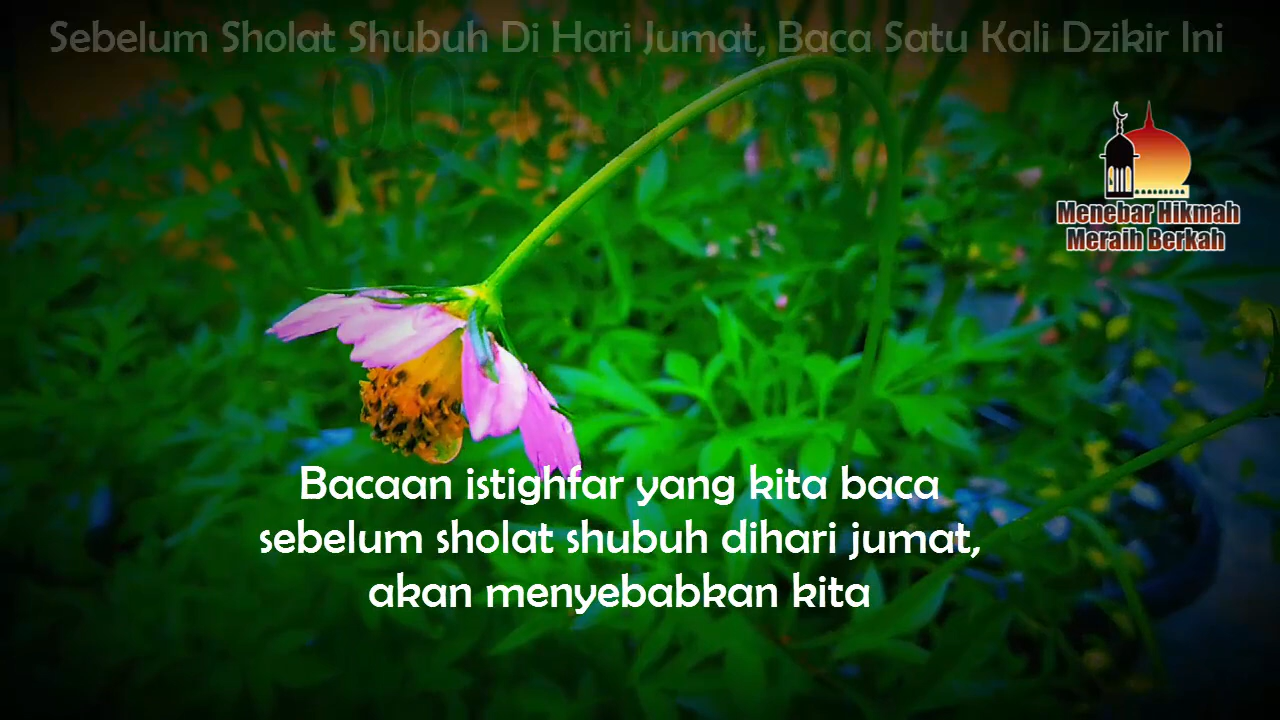 Sebelum Sholat Shubuh Di Hari Jumat, Baca Satu Kali Dzikir Ini
Menebar Hikmah
Meraih Berkah
Bacaan istighfar yang kita baca
sebelum sholat shubuh dihari jumat,
akan menyebabkan kita